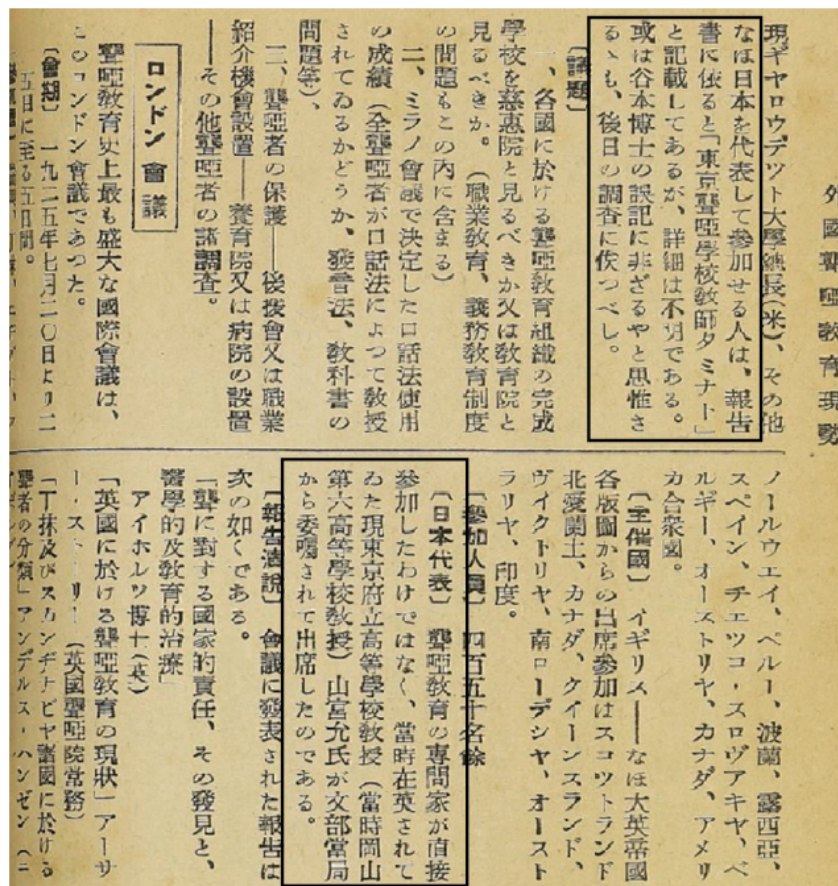 外國聾啞教育現勢
現ギヤロウデツト大學總長(米)、その他
なほ日本を代表して參加せる人は、報告
書に依ると「東京聾啞學校教師タミナト」
と記載してあるが、詳細は不明である。
或は谷本博士の誤記に非ざるやと思惟さ
るゝも、後日の調査に俟つべし。
〔議題〕
一、各國に於ける聾啞教育組織の完成
學校を慈惠院と見るべきか又は教育院と
見るべきか。(職業教育、義務教育制度
の問題もこの内に含まる)
二、ミラノ會議で決定した口話法使用
の成績(全聾啞者が口話法によつて教授
されてゐるかどうか、發音法、教科書の
問題等)、
三、聾啞者の保護――後援會又は職業
紹介機會設置――養育院又は病院の設置
――その他聾啞者の諸調査。
ロンドン會議
聾啞教育史上最も盛大な國際會議は、
このロンドン會議であつた。
〔會期〕 一九二五年七月二〇日より二
五日に至る五日間。
ノールウエイ、ペルー、波蘭、露西亞、
スペイン、チエツコ・スロヴアキヤ、ベ
ルギー、オーストリヤ、カナダ、アメリ
カ合衆國。
〔主催國〕 イギリス――なほ大英帝國
各版圖からの出席參加はスコツトランド
北愛蘭土、カナダ、クイーンスランド、
ヴイクトリヤ、南ローデシヤ、オースト
ラリヤ、印度。
〔參加人員〕 四百五十名餘
〔日本代表〕 聾啞教育の專門家が直接
參加したわけではなく、當時在英されて
ゐた現東京府立高等學校教授(當時岡山
第六高等學校教授)山宮允氏が文部當局
から委囑されて出席したのである。
〔報告演説〕 會議に發表された報告は
次の如くである。
「聾に對する國家的責任、その發見と、
醫學的及教育的治療」
アイホルツ博士(英)
「英國に於ける聾啞教育の現狀」アーサ
ー・ストーリー(英國聾啞院常務)
「丁抹及びスカンヂナビヤ諸國に於ける
聾者の分類」アンデルス・ハンゼン(ニ